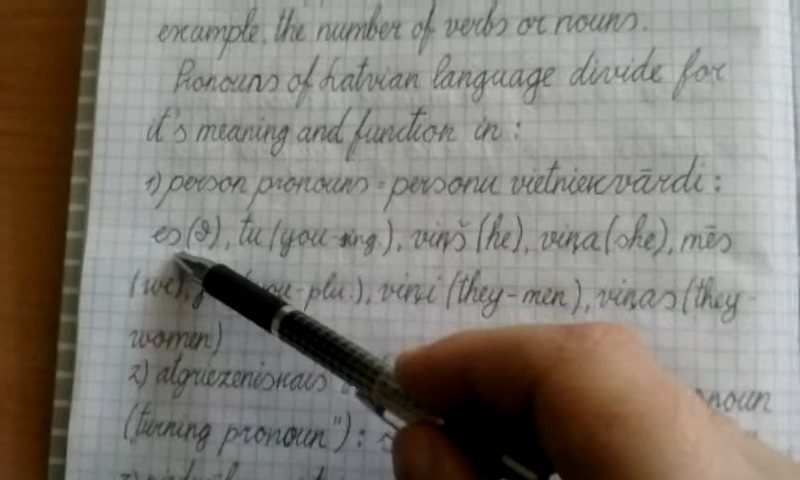 example, the number of verbs or nouns.
Pronouns of Latvian language divide for
it's meaning and function in :
1) person pronouns - personu vietniekvārdi :
es (I), tu (you-sing.), viņš (he), viņa (she), mēs
(we), (you-plu.), viņi (they-men), viņas (they-
women)
2) atgriezeniskais noun
(turning pronoun") :